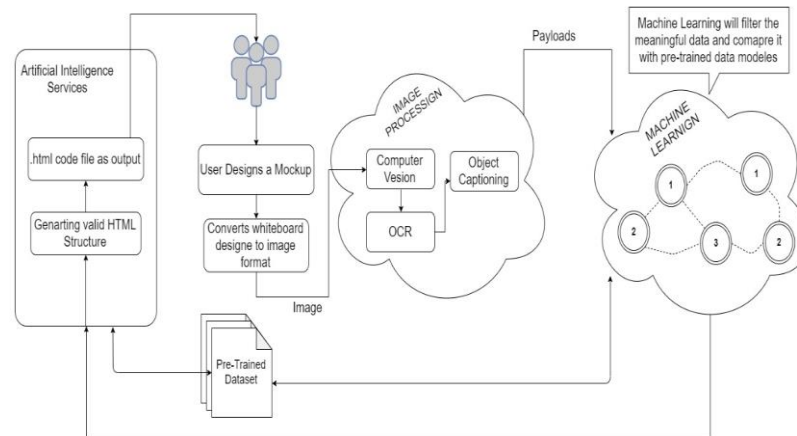 Artificial Intelligence
Services
.html code file as output
Genarting valid HTML
Structure
User Designs a Mockup
Converts whiteboard
designe to image
format
Image
Pre-Trained
Dataset
IMAGE
PROCESSIGN
Computer
Vesion
Object
Captioning
OCR
Payloads
Machine Learning will filter the
meaningful data and comapre it
with pre-trained data modeles
MACHINE
LEARNIGN
1
1
2
3
2